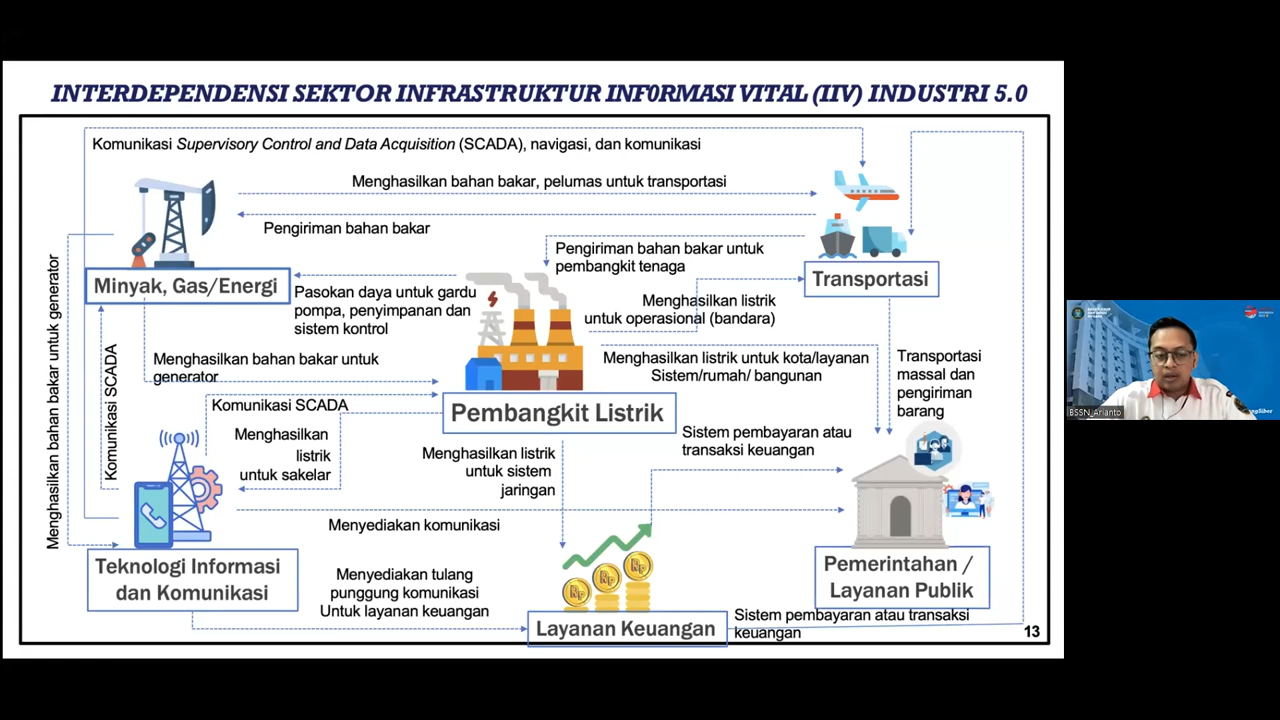 INTERDEPENDENSI SEKTOR INFRASTRUKTUR INF0RMASI VITAL (IIV) INDUSTRI 5.0
Komunikasi Supervisory Control and Data Acquisition (SCADA), navigasi, dan komunikasi
Menghasilkan bahan bakar, pelumas untuk transportasi
Pengiriman bahan bakar
Pengiriman bahan bakar untuk
pembangkit tenaga
Transportasi
Minyak, Gas/Energi
Pasokan daya untuk gardu
pompa, penyimpanan dan
sistem kontrol
Menghasilkan listrik
untuk operasional (bandara)
Menghasilkan bahan bakar untuk generator
Komunikasi SCADA
Menghasilkan bahan bakar untuk
generator
Menghasilkan listrik untuk kota/layanan
Sistem/rumah/ bangunan
Transportasi
massal dan
pengiriman
barang
Komunikasi SCADA
Pembangkit Listrik
Menghasilkan
listrik
untuk sakelar
Menghasilkan listrik
untuk sistem
jaringan
Sistem pembayaran atau
transaksi keuangan
Menyediakan komunikasi
Teknologi Informasi
dan Komunikasi
Menyediakan tulang
punggung komunikasi
Untuk layanan keuangan
Rp
Rp
Rp
Layanan Keuangan
Pemerintahan /
Layanan Publik
Sistem pembayaran atau transaksi
keuangan
13
BSSN_Arianto